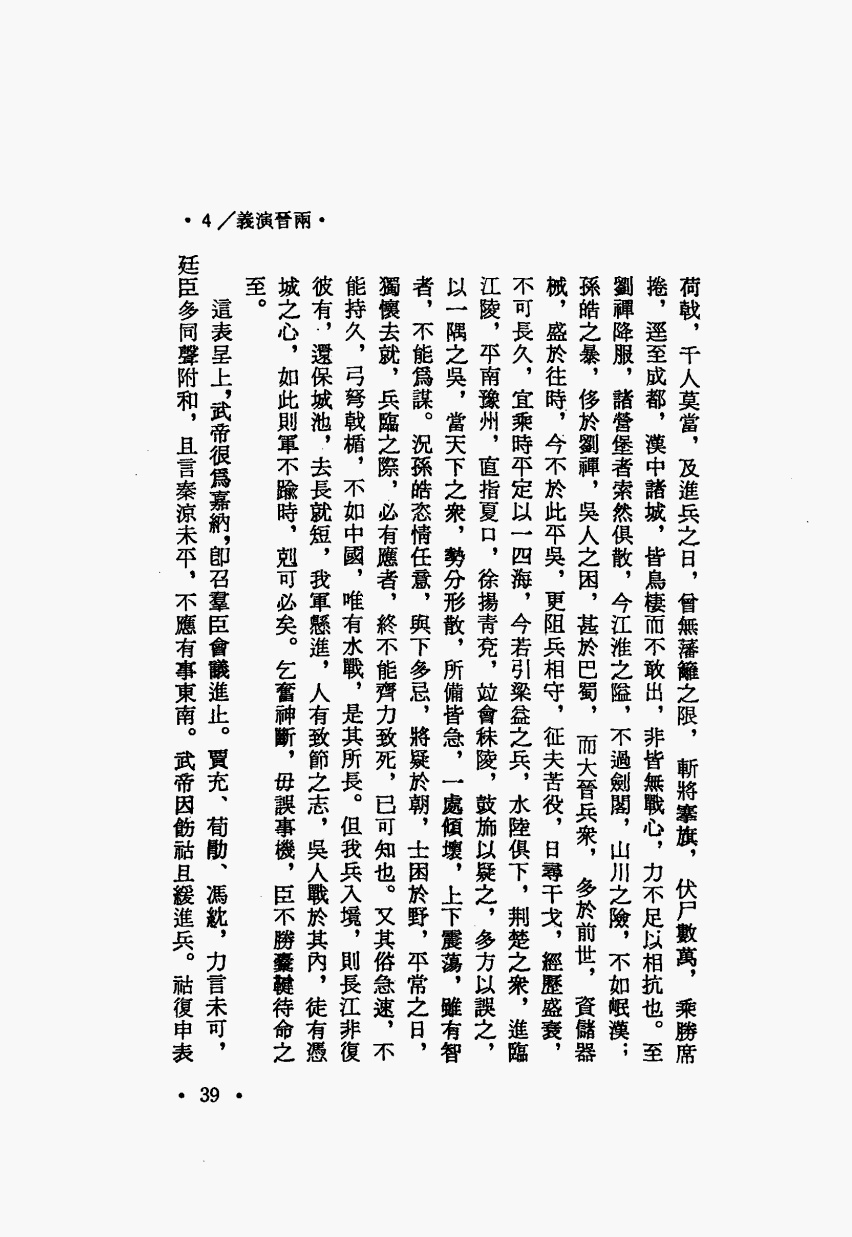 •兩晉演義／4•
荷戟，千人莫當，及進兵之日，曾無藩籬之限，斬將搴旗，伏尸數萬，乘勝席
捲，逕至成都，漢中諸城，皆鳥棲而不敢出，非皆無戰心，力不足以相抗也。至
劉禪降服，諸營堡者索然俱散，今江淮之隘，不過劍閣，山川之險，不如岷漢；
孫皓之暴，侈於劉禪，吳人之困，甚於巴蜀，而大晉兵衆，多於前世，資儲器
械，盛於往時，今不於此平吳，更阻兵相守，征夫苦役，日尋干戈，經歷盛衰，
不可長久，宜乘時平定以一四海，今若引梁益之兵，水陸俱下，荆楚之衆，進臨
江陵，平南豫州，直指夏口，徐揚青兗，竝會秣陵，鼓旆以疑之，多方以誤之，
以一隅之吳，當天下之衆，勢分形散，所備皆急，一處傾壞，上下震蕩，雖有智
者，不能爲謀。況孫皓恣情任意，與下多忌，將疑於朝，士困於野，平常之日，
獨懷去就，兵臨之際，必有應者，終不能齊力致死，已可知也。又其俗急速，不
能持久，弓弩戟楯，不如中國，唯有水戰，是其所長。但我兵入境，則長江非復
彼有，還保城池，去長就短，我軍懸進，人有致節之志，吳人戰於其內，徒有憑
城之心，如此則軍不踰時，剋可必矣。乞奮神斷，毋誤事機，臣不勝櫜鞬待命之
至。
這表呈上，武帝很爲嘉納，卽召羣臣會議進止。賈充、荀勖、馮紞，力言未可，
廷臣多同聲附和，且言秦涼未平，不應有事東南。武帝因飭祜且緩進兵。祜復申表
•39•